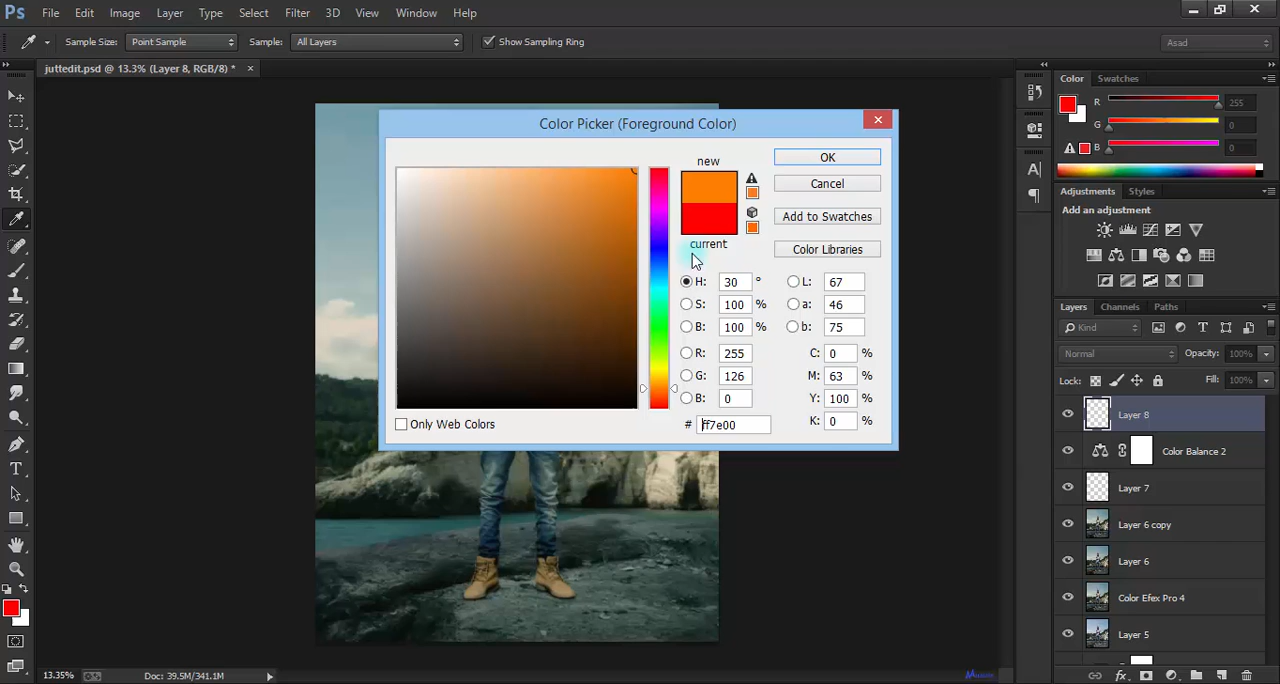 Ps File Edit Image Layer Type Select Filter 3D View Window Help
Sample Size: Point Sample Sample: All Layers Show Sampling Ring Asad
juttedit.psd @ 13.3% (Layer 8, RGB/8) *
Color Swatches
R 255
G 0
B 0
Adjustments Styles
Add an adjustment
Layers Channels Paths
Kind
Normal Opacity: 100%
Lock: Fill: 100%
Layer 8
Color Balance 2
Layer 7
Layer 6 copy
Layer 6
Color Efex Pro 4
Layer 5
Color Picker (Foreground Color)
new
current
OK
Cancel
Add to Swatches
Color Libraries
H: 30 ° L: 67
S: 100 % a: 46
B: 100 % b: 75
R: 255 C: 0 %
G: 126 M: 63 %
B: 0 Y: 100 %
# ff7e00 K: 0 %
Only Web Colors
13.35% Doc: 39.5M/341.1M